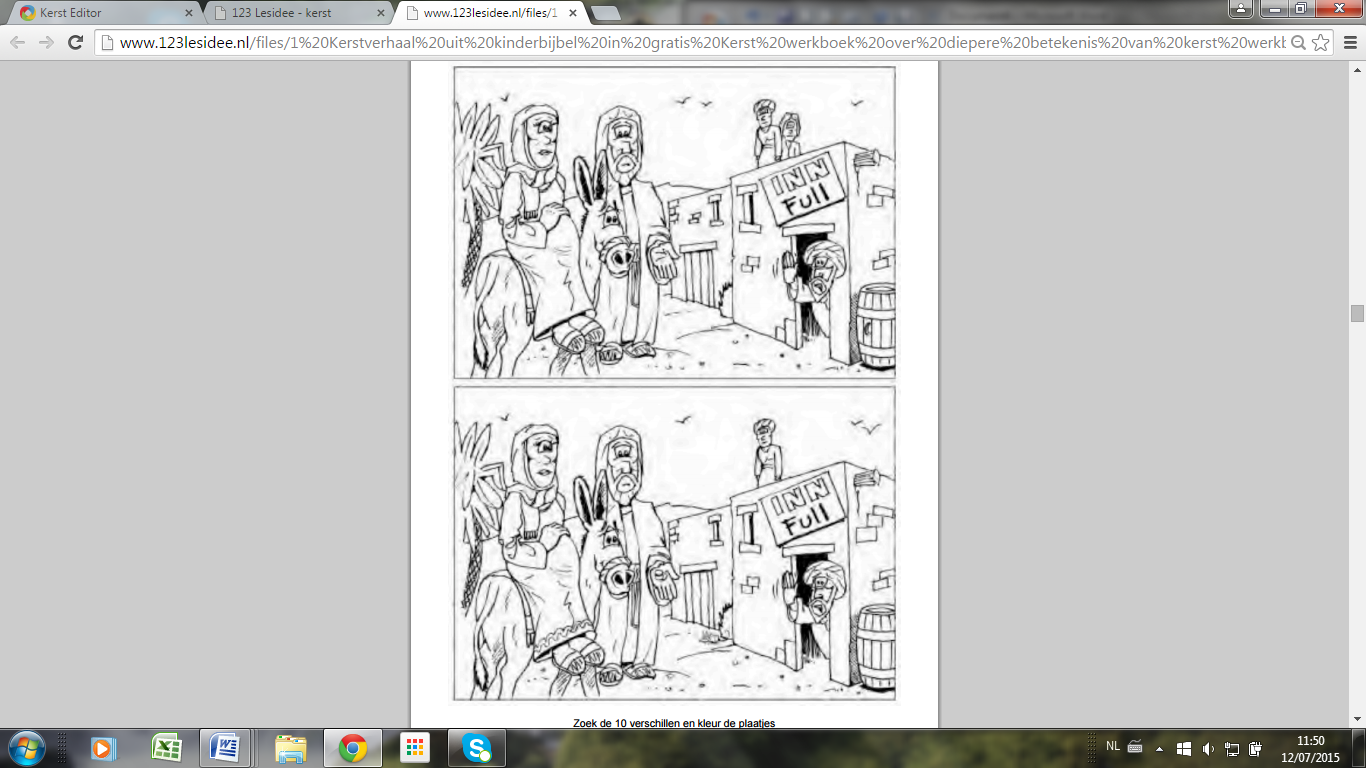 Kerst Editor
123 Lesidee - kerst
www.123lesidee.nl/files/1
www.123lesidee.nl/files/1%20Kerstverhaal%20uit%20kinderbijbel%20in%20gratis%20Kerst%20werkboek%20over%20diepere%20betekenis%20van%20kerst%20werkb
INN
Full
INN
Full
Zoek de 10 verschillen en kleur de plaatjes
NL
11:50
12/07/2015